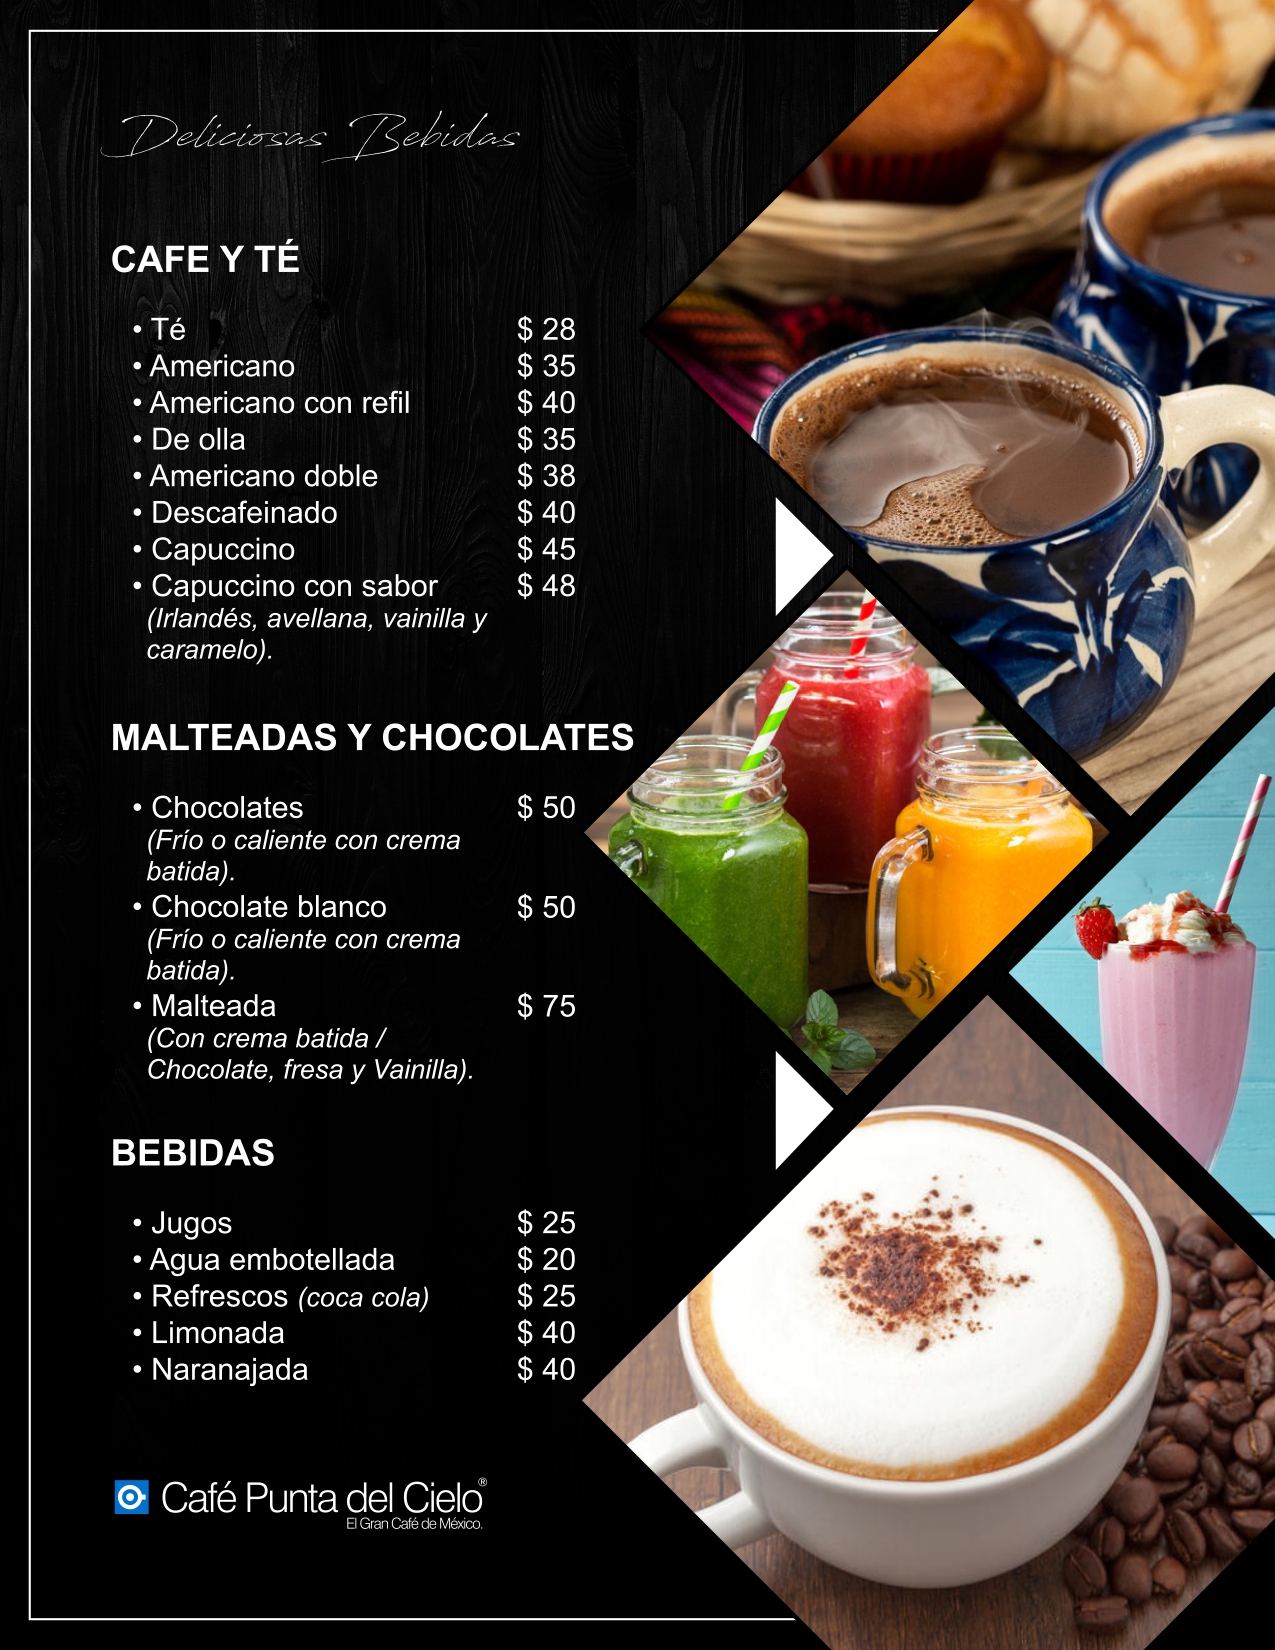 Deliciosas Bebidas
CAFE Y TÉ
• Té $ 28
• Americano $ 35
• Americano con refil $ 40
• De olla $ 35
• Americano doble $ 38
• Descafeinado $ 40
• Capuccino $ 45
• Capuccino con sabor $ 48
(Irlandés, avellana, vainilla y
caramelo).
MALTEADAS Y CHOCOLATES
• Chocolates $ 50
(Frío o caliente con crema
batida).
• Chocolate blanco $ 50
(Frío o caliente con crema
batida).
• Malteada $ 75
(Con crema batida /
Chocolate, fresa y Vainilla).
BEBIDAS
• Jugos $ 25
• Agua embotellada $ 20
• Refrescos (coca cola) $ 25
• Limonada $ 40
• Naranajada $ 40
Café Punta del Cielo®
El Gran Café de México.